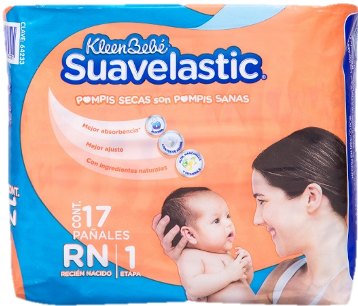 CLAVE: 64233
KleenBebé
Suavelastic
POMPIS SECAS son POMPIS SANAS
Mejor absorbencia*
Mejor ajuste
Con ingredientes naturales
CONT. 17
PAÑALES
RN 1
RECIÉN NACIDO ETAPA
CONT.
17